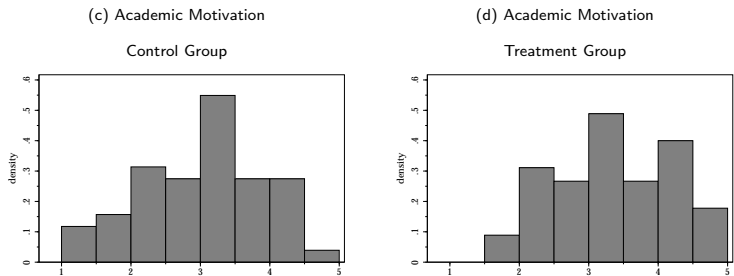 (c) Academic Motivation
Control Group
.6
.5
.4
.3
.2
.1
0
density
1 2 3 4 5
(d) Academic Motivation
Treatment Group
.6
.5
.4
.3
.2
.1
0
density
1 2 3 4 5